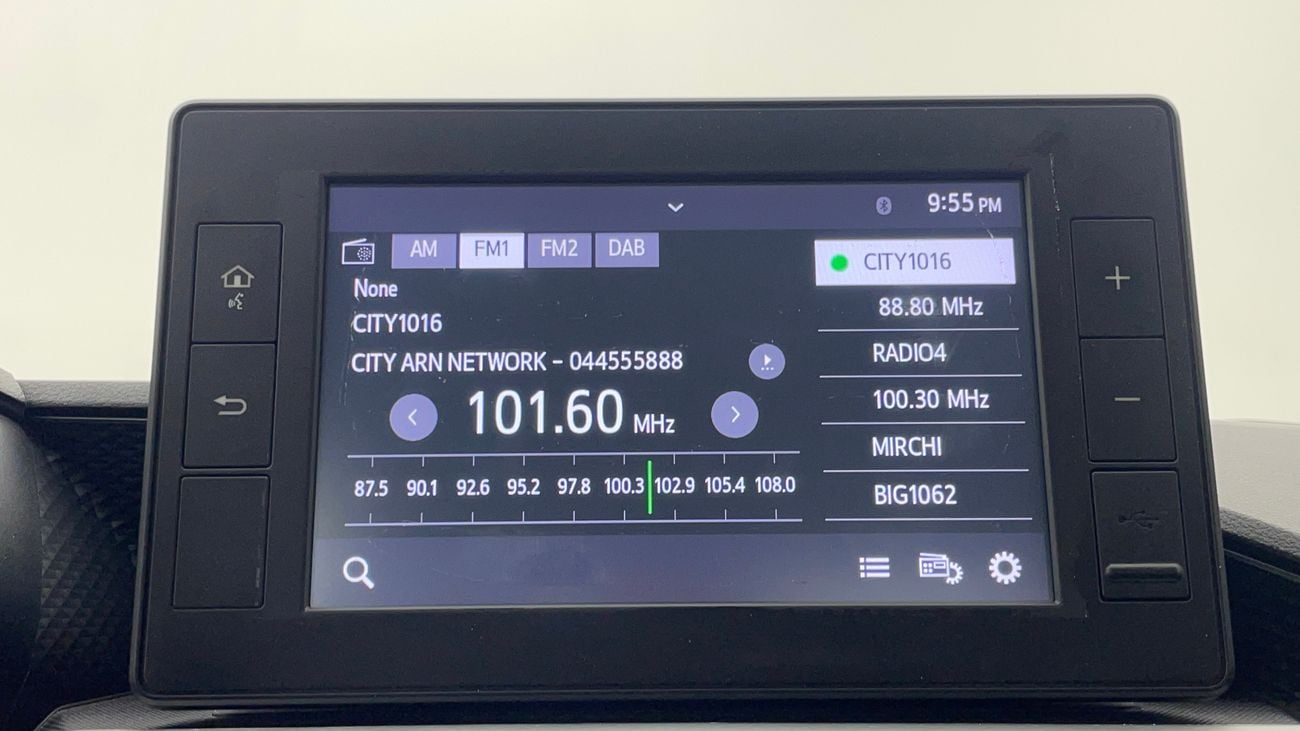 9:55 PM
AM FM1 FM2 DAB
None
CITY1016
CITY ARN NETWORK - 044555888
101.60 MHz
87.5 90.1 92.6 95.2 97.8 100.3 102.9 105.4 108.0
CITY1016
88.80 MHz
RADIO4
100.30 MHz
MIRCHI
BIG1062